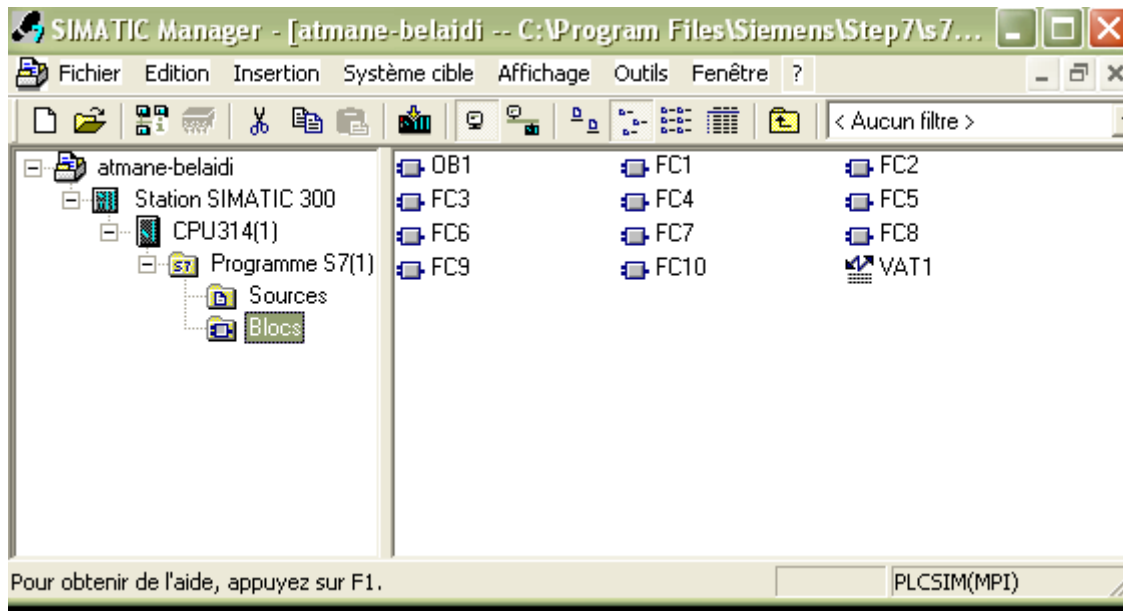 SIMATIC Manager - [atmane-belaidi -- C:\Program Files\Siemens\Step7\s7...
Fichier Edition Insertion Système cible Affichage Outils Fenêtre ?
< Aucun filtre >
atmane-belaidi
Station SIMATIC 300
CPU314(1)
Programme S7(1)
Sources
Blocs
OB1 FC1 FC2
FC3 FC4 FC5
FC6 FC7 FC8
FC9 FC10 VAT1
Pour obtenir de l'aide, appuyez sur F1. PLCSIM(MPI)